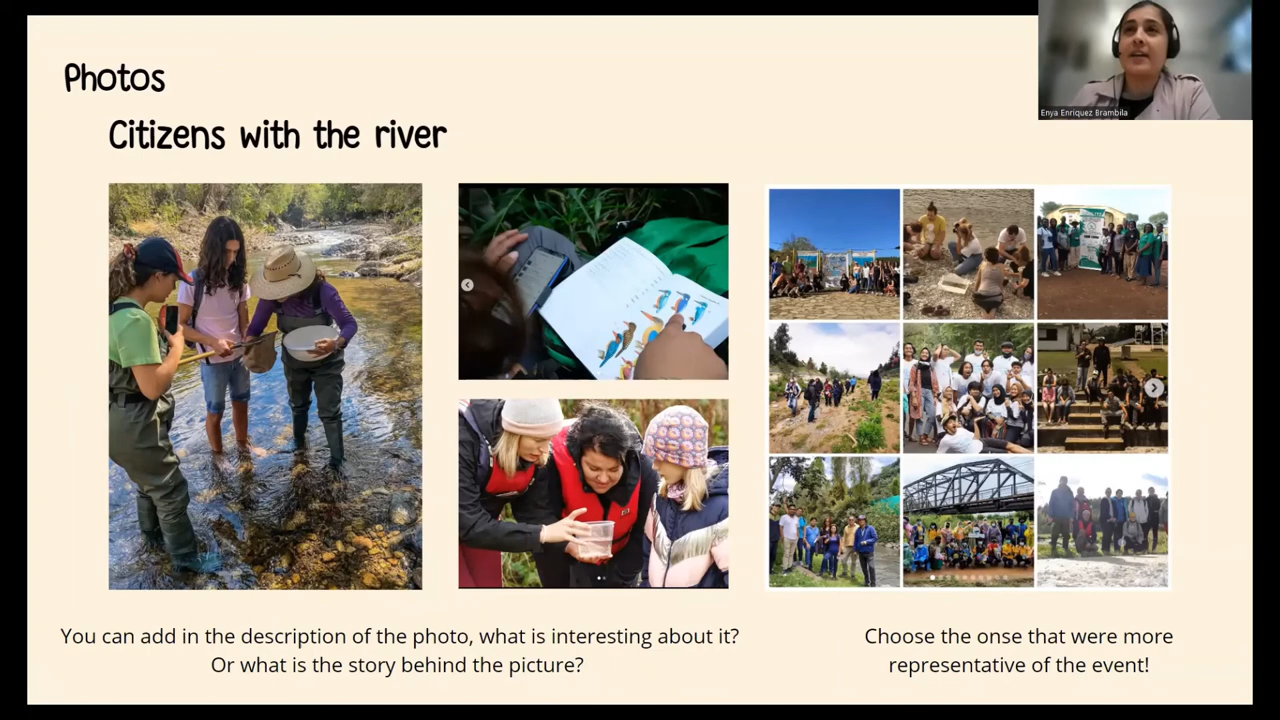 Photos
Citizens with the river
Enya Enriquez Brambila
You can add in the description of the photo, what is interesting about it?
Or what is the story behind the picture?
Choose the onse that were more
representative of the event!